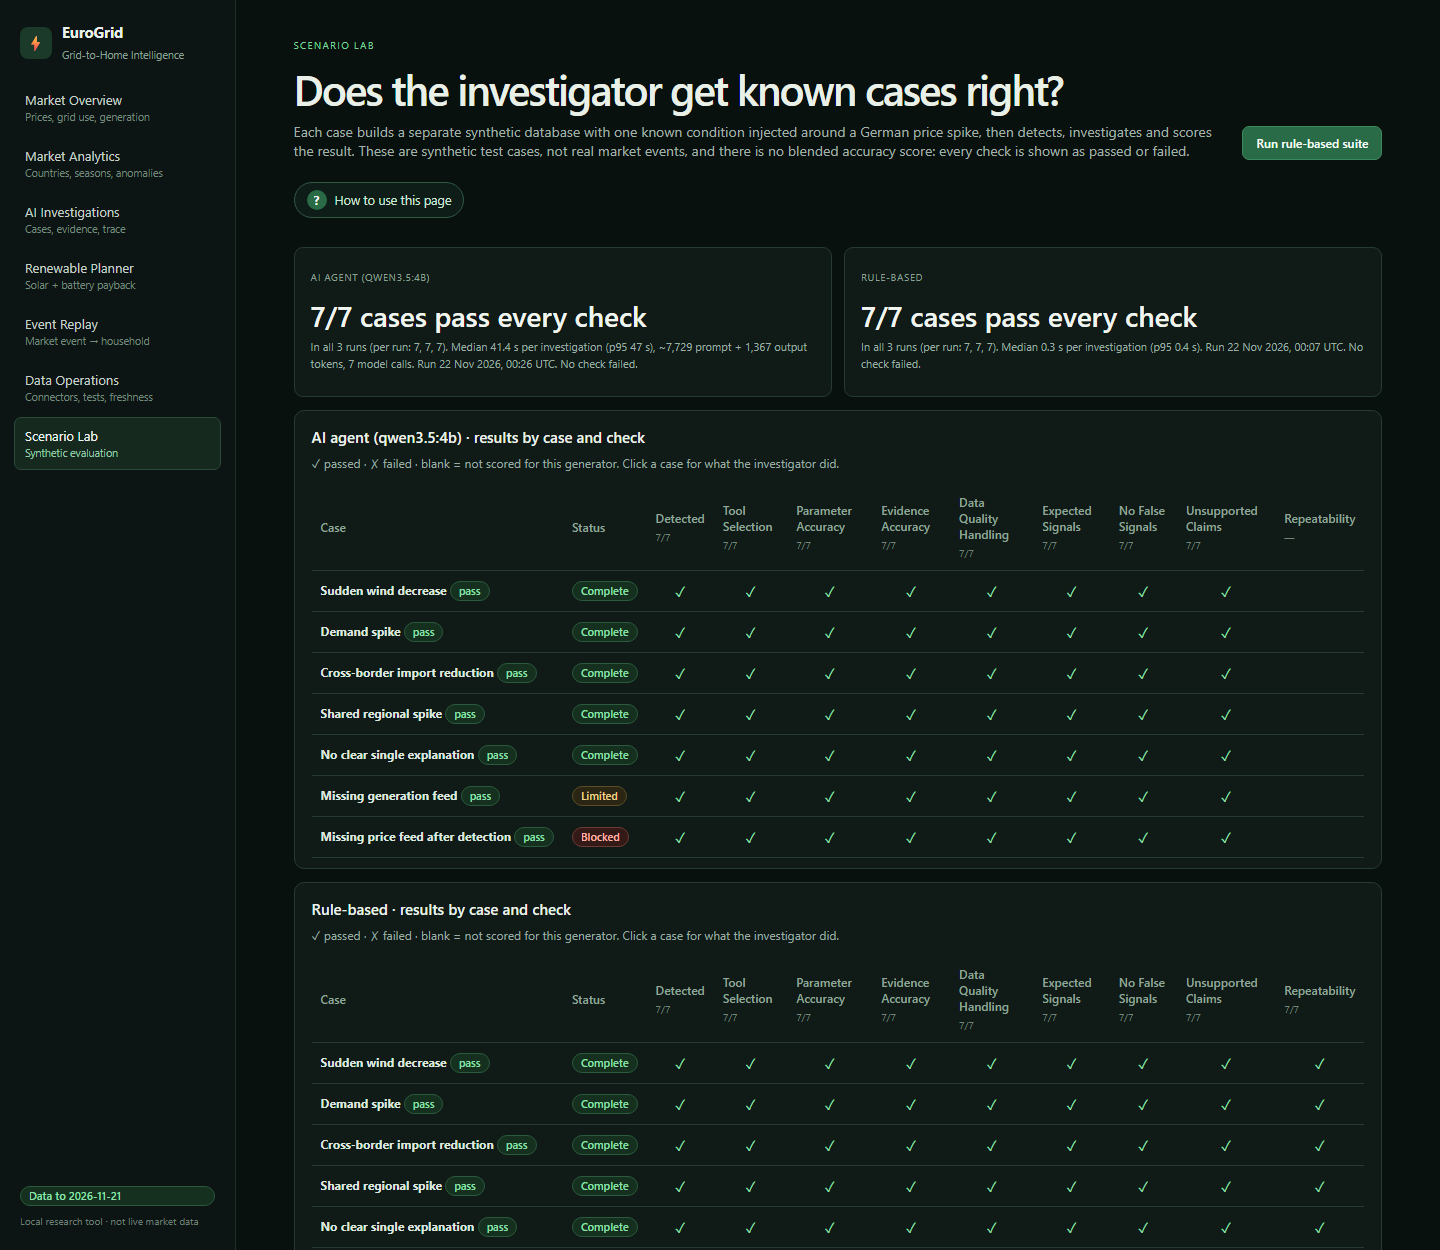 EuroGrid
Grid-to-Home Intelligence
Market Overview
Prices, grid use, generation
Market Analytics
Countries, seasons, anomalies
AI Investigations
Cases, evidence, trace
Renewable Planner
Solar + battery payback
Event Replay
Market event → household
Data Operations
Connectors, tests, freshness
Scenario Lab
Synthetic evaluation
Data to 2026-11-21
Local research tool · not live market data
SCENARIO LAB
Does the investigator get known cases right?
Each case builds a separate synthetic database with one known condition injected around a German price spike, then detects, investigates and scores
the result. These are synthetic test cases, not real market events, and there is no blended accuracy score: every check is shown as passed or failed.
Run rule-based suite
? How to use this page
AI AGENT (QWEN3.5:4B)
7/7 cases pass every check
In all 3 runs (per run: 7, 7, 7). Median 41.4 s per investigation (p95 47 s), ~7,729 prompt + 1,367 output
tokens, 7 model calls. Run 22 Nov 2026, 00:26 UTC. No check failed.
RULE-BASED
7/7 cases pass every check
In all 3 runs (per run: 7, 7, 7). Median 0.3 s per investigation (p95 0.4 s). Run 22 Nov 2026, 00:07 UTC. No
check failed.
AI agent (qwen3.5:4b) · results by case and check
✓ passed · ✗ failed · blank = not scored for this generator. Click a case for what the investigator did.
Case
Status
Detected
7/7
Tool
Selection
7/7
Parameter
Accuracy
7/7
Evidence
Accuracy
7/7
Data
Quality
Handling
7/7
Expected
Signals
7/7
No False
Signals
7/7
Unsupported
Claims
7/7
Repeatability
—
Sudden wind decrease pass Complete ✓ ✓ ✓ ✓ ✓ ✓ ✓ ✓
Demand spike pass Complete ✓ ✓ ✓ ✓ ✓ ✓ ✓ ✓
Cross-border import reduction pass Complete ✓ ✓ ✓ ✓ ✓ ✓ ✓ ✓
Shared regional spike pass Complete ✓ ✓ ✓ ✓ ✓ ✓ ✓ ✓
No clear single explanation pass Complete ✓ ✓ ✓ ✓ ✓ ✓ ✓ ✓
Missing generation feed pass Limited ✓ ✓ ✓ ✓ ✓ ✓ ✓ ✓
Missing price feed after detection pass Blocked ✓ ✓ ✓ ✓ ✓ ✓ ✓ ✓
Rule-based · results by case and check
✓ passed · ✗ failed · blank = not scored for this generator. Click a case for what the investigator did.
Case
Status
Detected
7/7
Tool
Selection
7/7
Parameter
Accuracy
7/7
Evidence
Accuracy
7/7
Data
Quality
Handling
7/7
Expected
Signals
7/7
No False
Signals
7/7
Unsupported
Claims
7/7
Repeatability
7/7
Sudden wind decrease pass Complete ✓ ✓ ✓ ✓ ✓ ✓ ✓ ✓ ✓
Demand spike pass Complete ✓ ✓ ✓ ✓ ✓ ✓ ✓ ✓ ✓
Cross-border import reduction pass Complete ✓ ✓ ✓ ✓ ✓ ✓ ✓ ✓ ✓
Shared regional spike pass Complete ✓ ✓ ✓ ✓ ✓ ✓ ✓ ✓ ✓
No clear single explanation pass Complete ✓ ✓ ✓ ✓ ✓ ✓ ✓ ✓ ✓